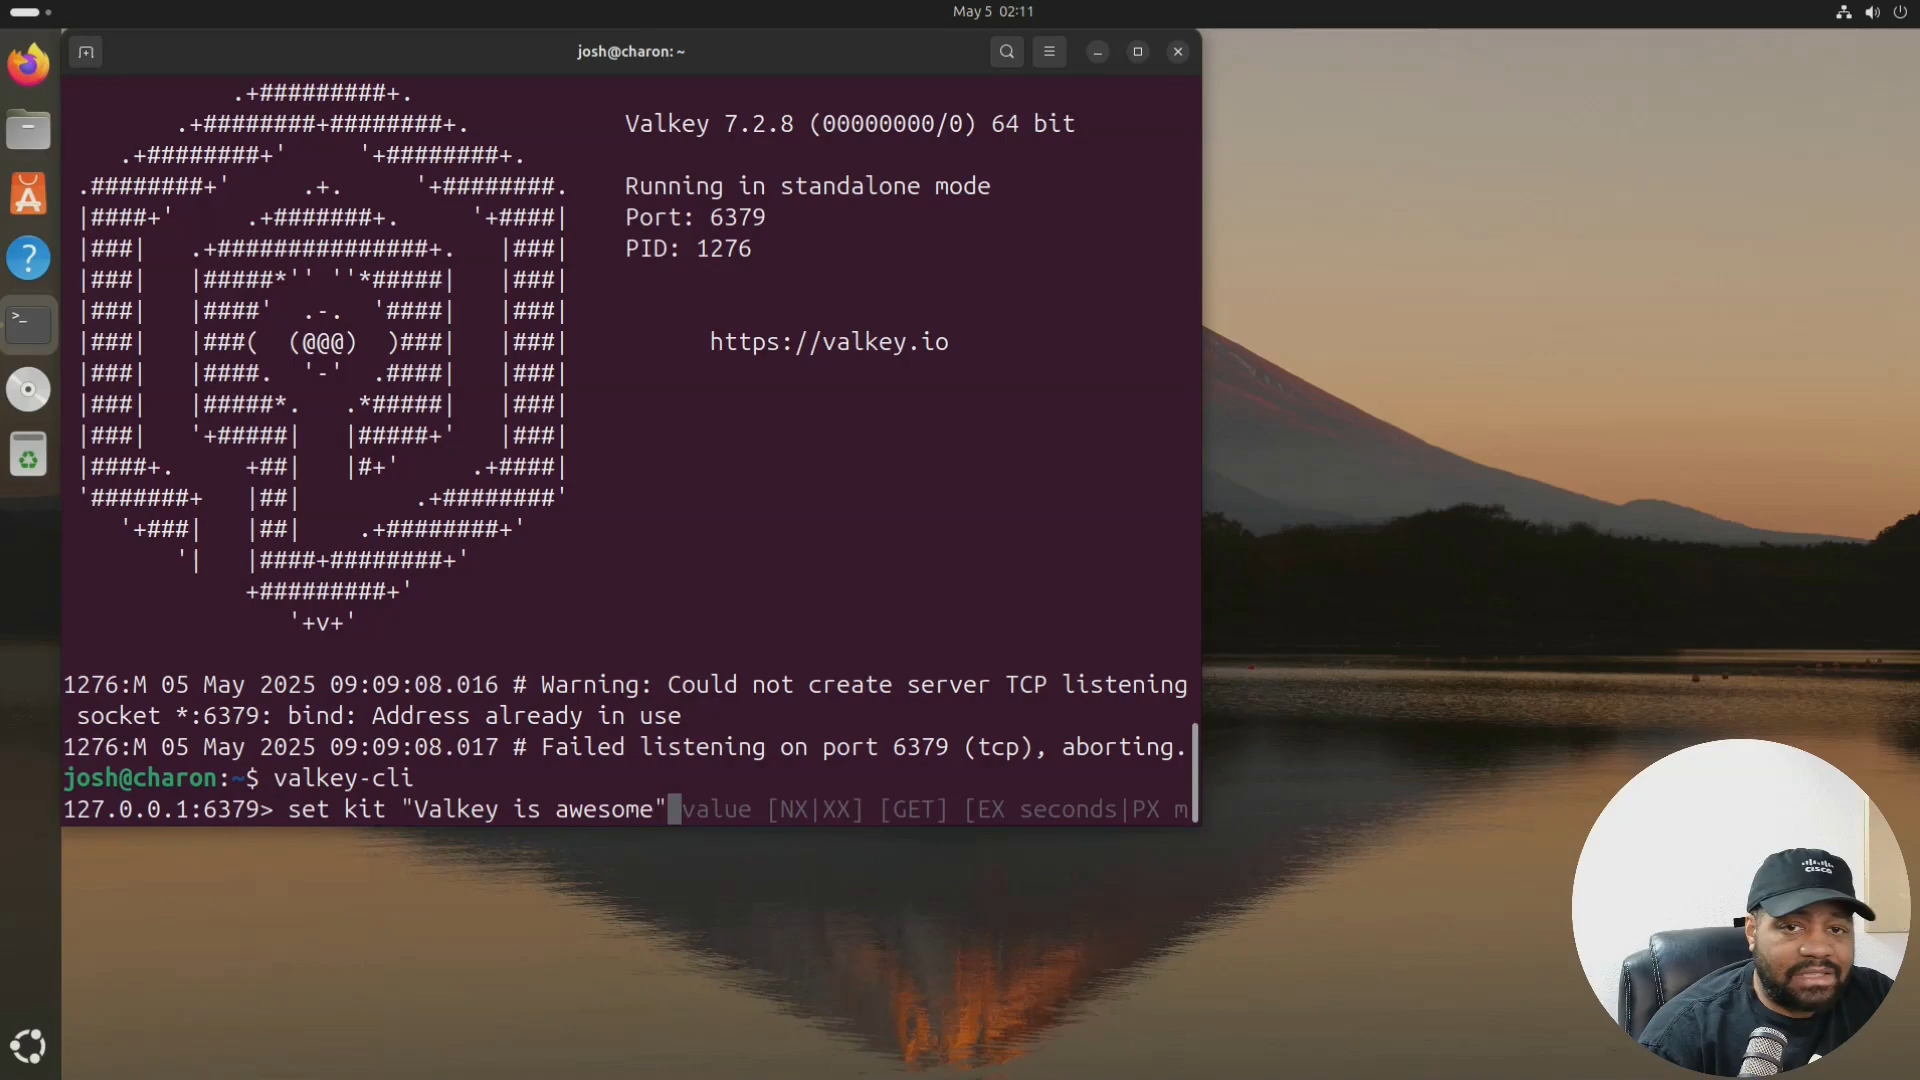 May 5 02:11
josh@charon: ~
.+#########+.
.+########+########+. Valkey 7.2.8 (00000000/0) 64 bit
.+########+' '+########+.
.########+' .+. '+########. Running in standalone mode
|####+' .+#######+. '+####| Port: 6379
|###| .+###############+. |###| PID: 1276
|###| |#####*'' ''*#####| |###|
|###| |####' .-. '####| |###|
|###| |###( (@@@) )###| |###| https://valkey.io
|###| |####. '-' .####| |###|
|###| |#####*. .*#####| |###|
|###| '+#####| |#####+' |###|
|####+. +##| |#+' .+####|
'#######+ |##| .+########'
'+###| |##| .+########+'
'| |####+########+'
+#########+'
'+v+'
1276:M 05 May 2025 09:09:08.016 # Warning: Could not create server TCP listening
socket *:6379: bind: Address already in use
1276:M 05 May 2025 09:09:08.017 # Failed listening on port 6379 (tcp), aborting.
josh@charon:~$ valkey-cli
127.0.0.1:6379> set kit "Valkey is awesome" value [NX|XX] [GET] [EX seconds|PX m
cisco